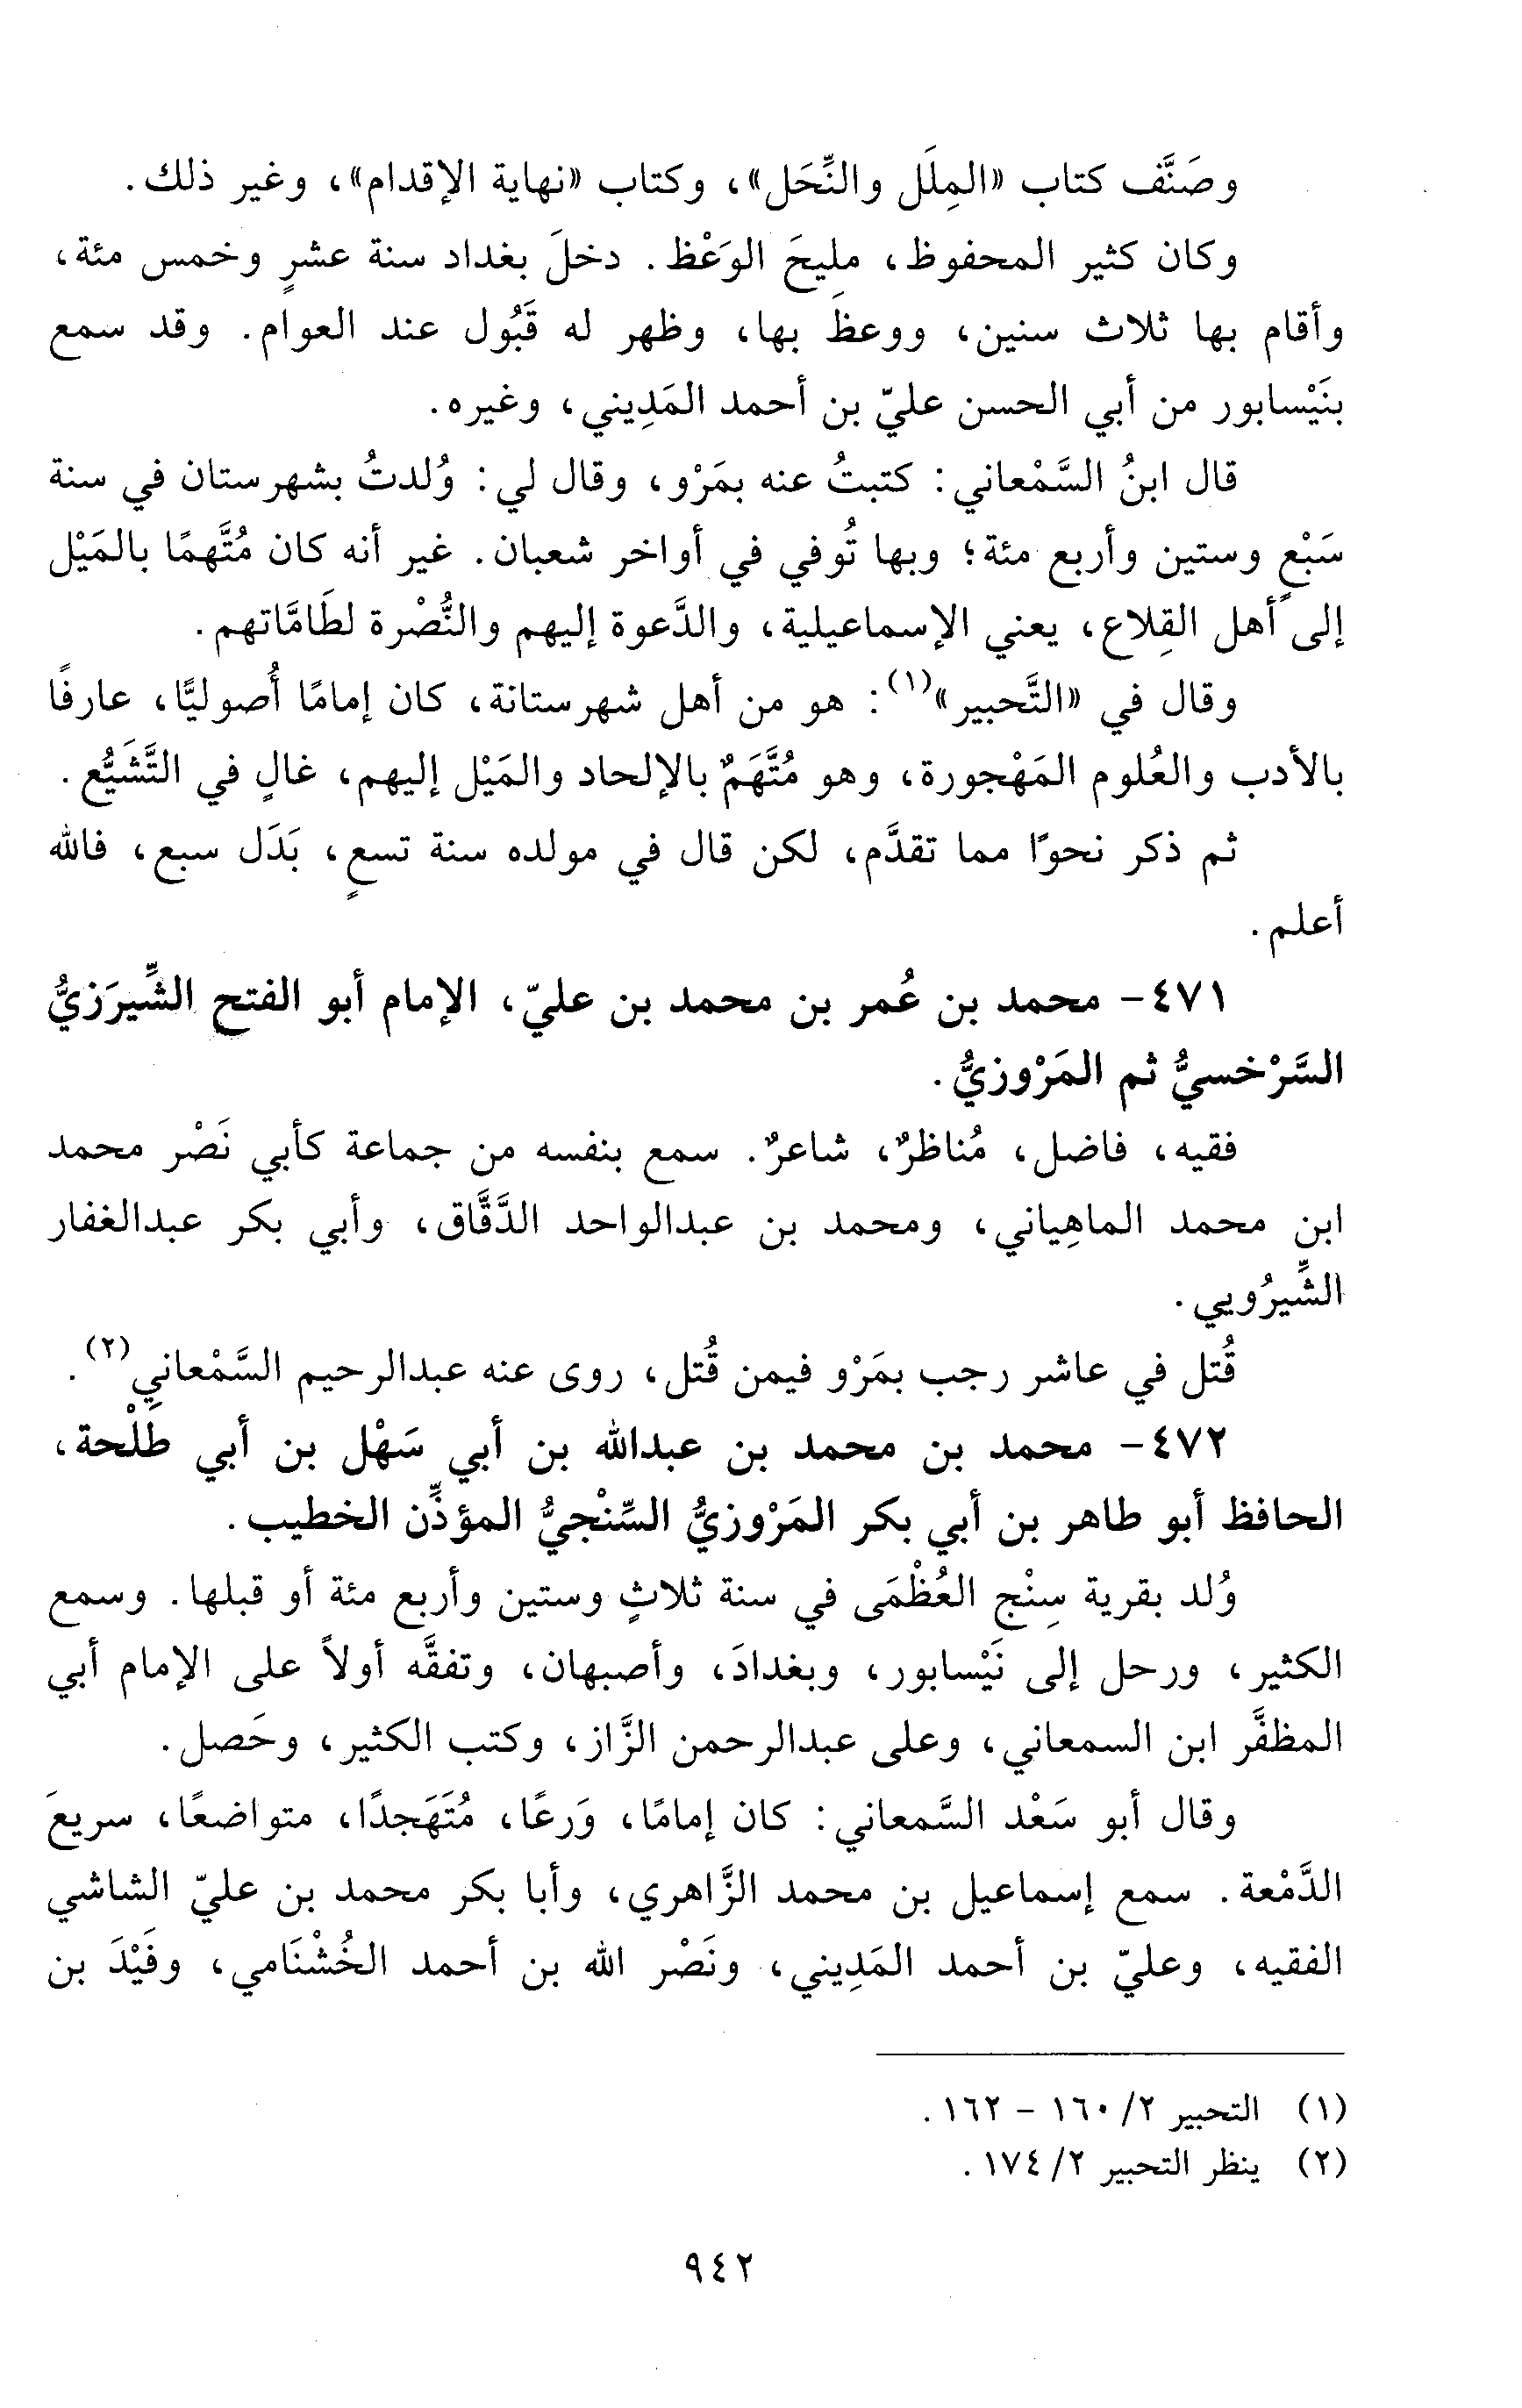 وصَنَّف كتاب «المِلَل والنِّحَل»، وكتاب «نهاية الإقدام»، وغير ذلك.
وكان كثير المحفوظ، مليحَ الوَعْظ. دخلَ بغداد سنة عشرٍ وخمس مئة،
وأقام بها ثلاث سنين، ووعظَ بها، وظهر له قَبُول عند العوام. وقد سمع
بنَيْسابور من أبي الحسن عليّ بن أحمد المَدِيني، وغيره.
قال ابنُ السَّمْعاني: كتبتُ عنه بمَرْو، وقال لي: وُلدتُ بشهرستان في سنة
سَبْعٍ وستين وأربع مئة؛ وبها تُوفي في أواخر شعبان. غير أنه كان مُتَّهمًا بالمَيْل
إلى أهل القِلاع، يعني الإسماعيلية، والدَّعوة إليهم والنُّصْرة لطَامَّاتهم.
وقال في «التَّحبير»(١): هو من أهل شهرستانة، كان إمامًا أُصوليًّا، عارفًا
بالأدب والعُلوم المَهْجورة، وهو مُتَّهَمٌ بالإلحاد والمَيْل إليهم، غالٍ في التَّشَيُّع.
ثم ذكر نحوًا مما تقدَّم، لكن قال في مولده سنة تسعٍ، بَدَل سبع، فالله
أعلم.
٤٧١- محمد بن عُمر بن محمد بن عليّ، الإمام أبو الفتح الشِّيرَزيُّ
السَّرْخسيُّ ثم المَرْوزيُّ.
فقيه، فاضل، مُناظرٌ، شاعرٌ. سمع بنفسه من جماعة كأبي نَصْر محمد
ابن محمد الماهِياني، ومحمد بن عبدالواحد الدَّقَّاق، وأبي بكر عبدالغفار
الشِّيرُويي.
قُتل في عاشر رجب بمَرْو فيمن قُتل، روى عنه عبدالرحيم السَّمْعاني(٢).
٤٧٢- محمد بن محمد بن عبدالله بن أبي سَهْل بن أبي طَلْحة،
الحافظ أبو طاهر بن أبي بكر المَرْوزيُّ السِّنْجيُّ المؤذِّن الخطيب.
وُلد بقرية سِنْج العُظْمَى في سنة ثلاثٍ وستين وأربع مئة أو قبلها. وسمع
الكثير، ورحل إلى نَيْسابور، وبغدادَ، وأصبهان، وتفقَّه أولاً على الإمام أبي
المظفَّر ابن السمعاني، وعلى عبدالرحمن الزَّاز، وكتب الكثير، وحَصل.
وقال أبو سَعْد السَّمعاني: كان إمامًا، وَرعًا، مُتَهَجدًا، متواضعًا، سريعَ
الدَّمْعة. سمع إسماعيل بن محمد الزَّاهري، وأبا بكر محمد بن عليّ الشاشي
الفقيه، وعليّ بن أحمد المَدِيني، ونَصْر الله بن أحمد الخُشْنَامي، وفَيْدَ بن
(١) التحبير ٢/ ١٦٠ - ١٦٢.
(٢) ينظر التحبير ٢/ ١٧٤.
٩٤٢